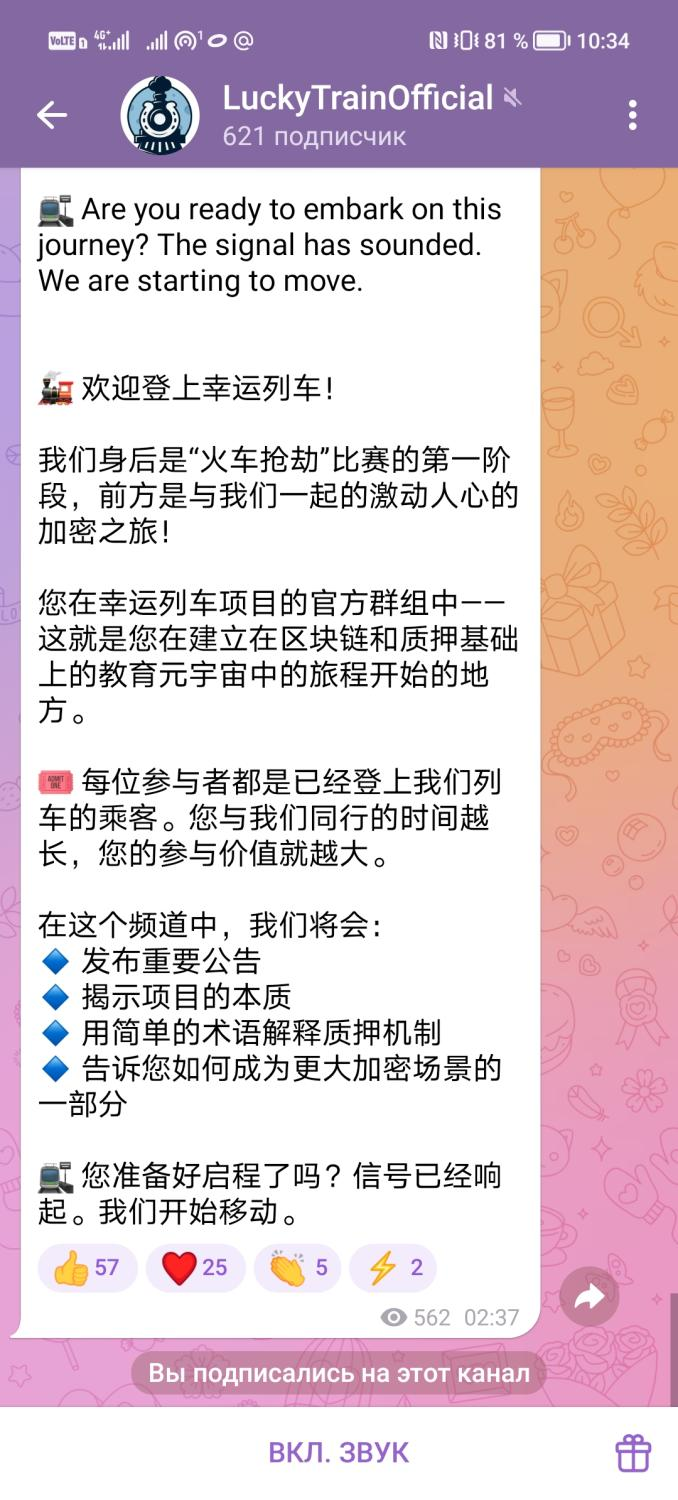 VoLTE 4G+ 1 81 % 10:34
LuckyTrainOfficial
621 подписчик
Are you ready to embark on this
journey? The signal has sounded.
We are starting to move.
🚂 欢迎登上幸运列车!
我们身后是“火车抢劫”比赛的第一阶
段，前方是与我们一起的激动人心的
加密之旅!
您在幸运列车项目的官方群组中——
这就是您在建立在区块链和质押基础
上的教育元宇宙中的旅程开始的地
方。
🎟 每位参与者都是已经登上我们列
车的乘客。您与我们同行的时间越
长，您的参与价值就越大。
在这个频道中，我们将会:
🔷 发布重要公告
🔷 揭示项目的本质
🔷 用简单的术语解释质押机制
🔷 告诉您如何成为更大加密场景的
一部分
您准备好启程了吗？信号已经响
起。我们开始移动。
👍 57 ❤ 25 👏 5 ⚡ 2
562 02:37
Вы подписались на этот канал
ВКЛ. ЗВУК